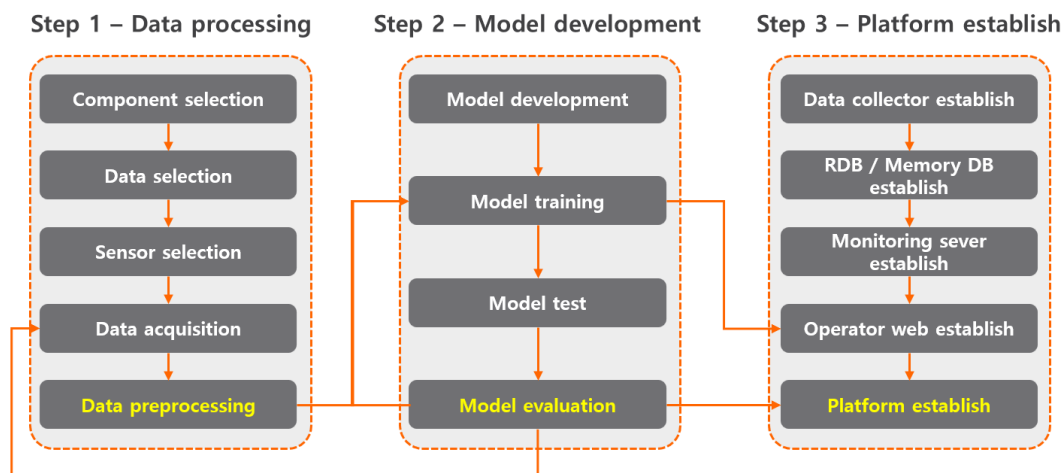 Step 1 – Data processing
Component selection
Data selection
Sensor selection
Data acquisition
Data preprocessing
Step 2 – Model development
Model development
Model training
Model test
Model evaluation
Step 3 – Platform establish
Data collector establish
RDB / Memory DB
establish
Monitoring sever
establish
Operator web establish
Platform establish